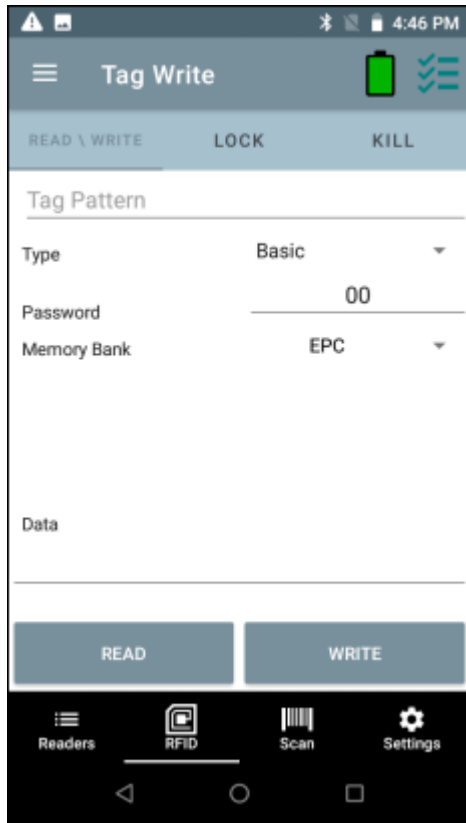 4:46 PM
Tag Write
READ \ WRITE LOCK KILL
Tag Pattern
Type Basic
Password 00
Memory Bank EPC
Data
READ WRITE
Readers RFID Scan Settings